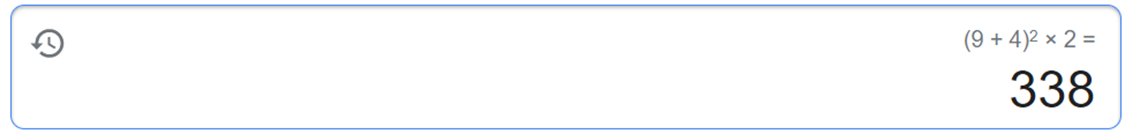 (9 + 4)² × 2 =
338